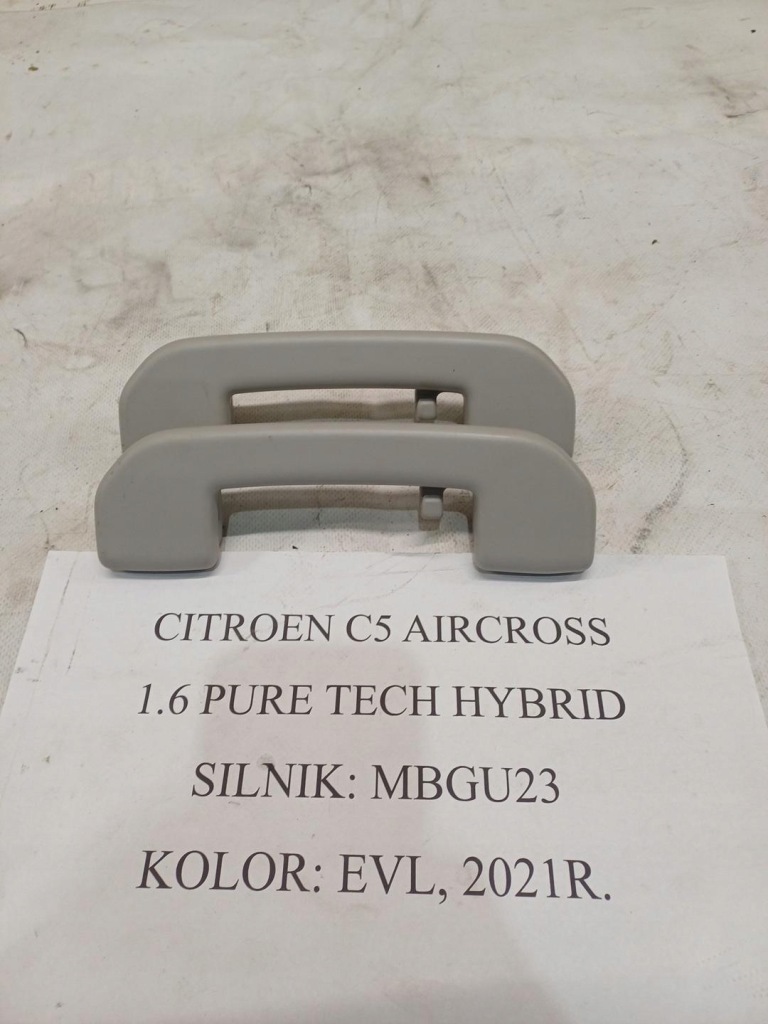 CITROEN C5 AIRCROSS
1.6 PURE TECH HYBRID
SILNIK: MBGU23
KOLOR: EVL, 2021R.